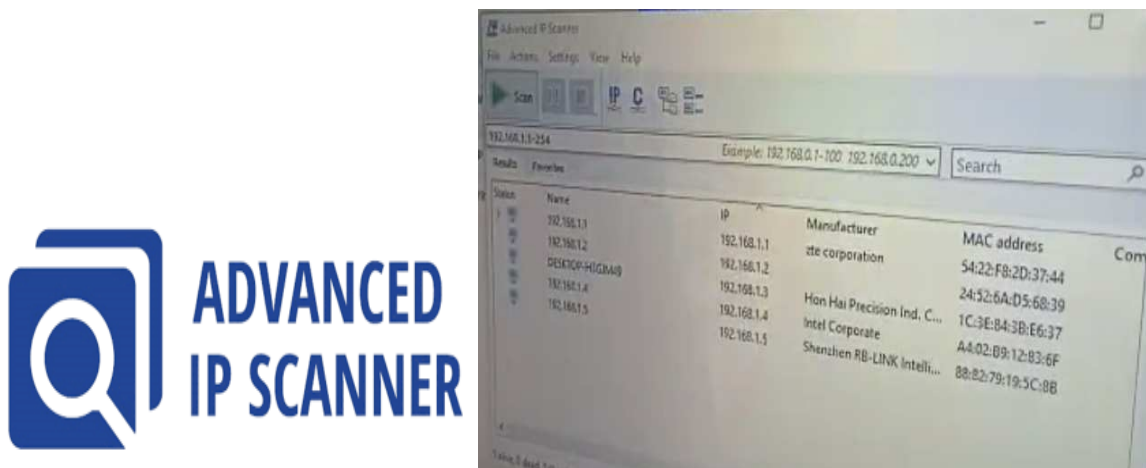 ADVANCED
IP SCANNER
Advanced IP Scanner
File Actions Settings View Help
Scan IP C
192.168.1.1-254
Example: 192.168.0.1-100, 192.168.0.200
Search
Results Favorites
Status Name IP Manufacturer MAC address Com
192.168.1.1 192.168.1.1 zte corporation 54:22:F8:2D:37:44
192.168.1.2 192.168.1.2 24:52:6A:D5:68:39
192.168.1.3 Hon Hai Precision Ind. C... 1C:3E:84:3B:E6:37
192.168.1.4 192.168.1.4 Intel Corporate A4:02:B9:12:83:6F
192.168.1.5 192.168.1.5 Shenzhen RB-LINK Intelli... 88:82:79:19:5C:8B